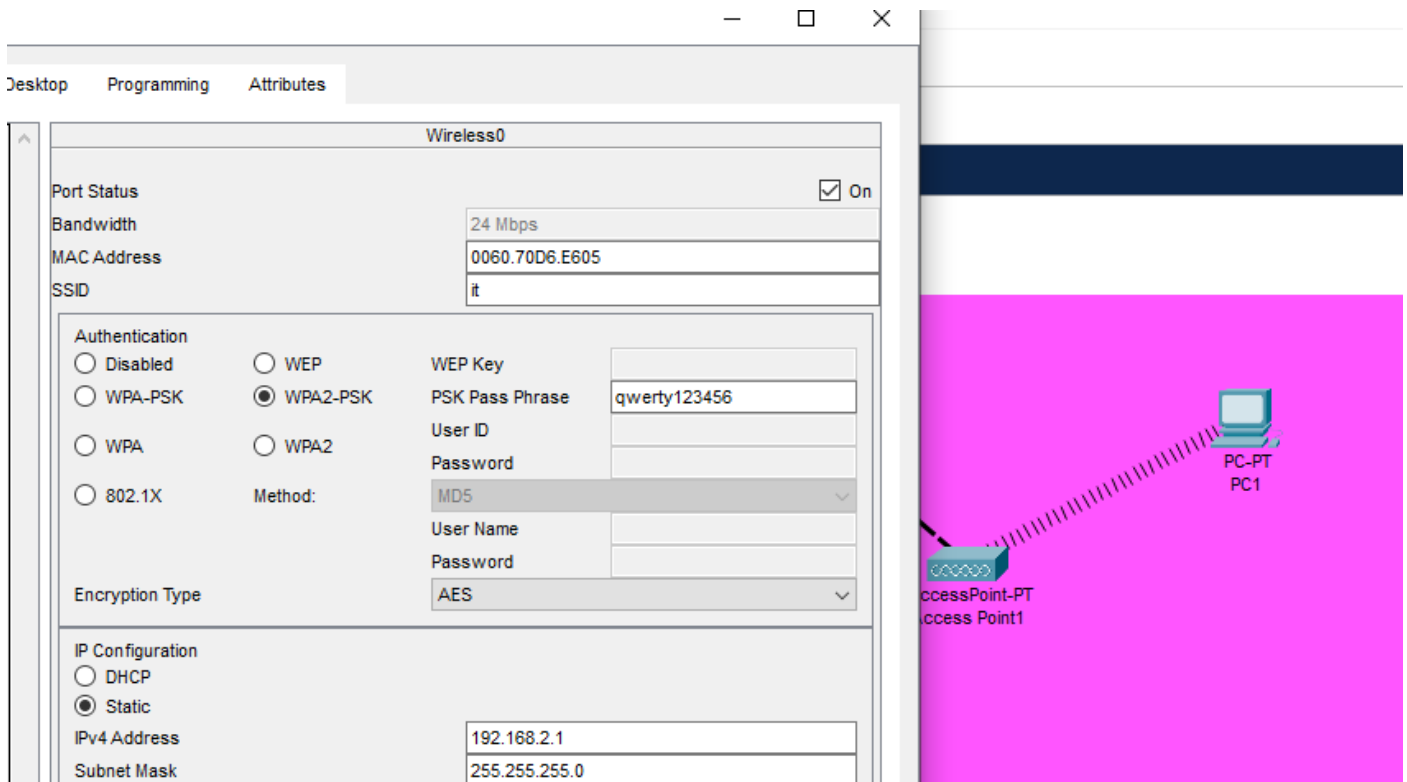 Desktop Programming Attributes
Wireless0
Port Status On
Bandwidth 24 Mbps
MAC Address 0060.70D6.E605
SSID it
Authentication
Disabled WEP WEP Key
WPA-PSK WPA2-PSK PSK Pass Phrase qwerty123456
User ID
WPA WPA2
Password
802.1X Method: MD5
User Name
Password
Encryption Type AES
IP Configuration
DHCP
Static
IPv4 Address 192.168.2.1
Subnet Mask 255.255.255.0
PC-PT
PC1
ccessPoint-PT
ccess Point1